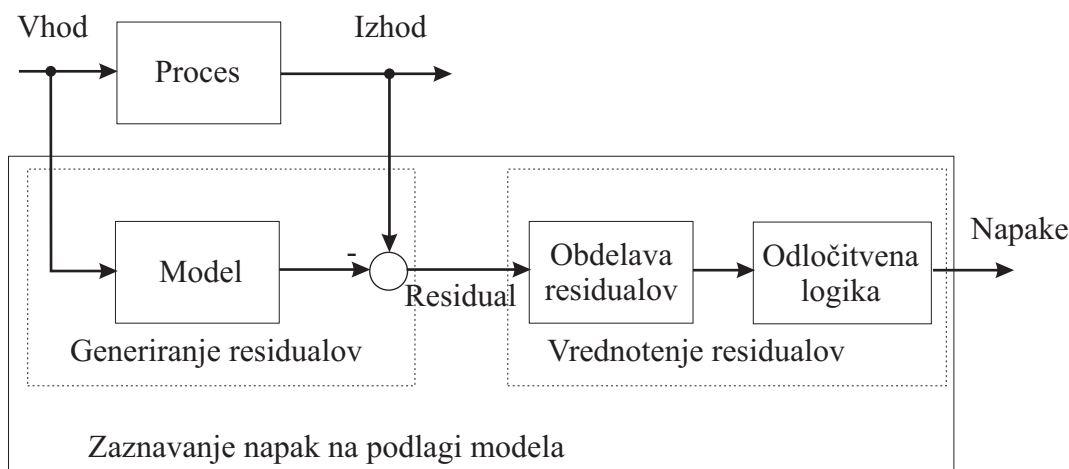 Vhod
Izhod
Proces
Napake
Model
-
Residual
Obdelava
residualov
Odločitvena
logika
Generiranje residualov
Vrednotenje residualov
Zaznavanje napak na podlagi modela